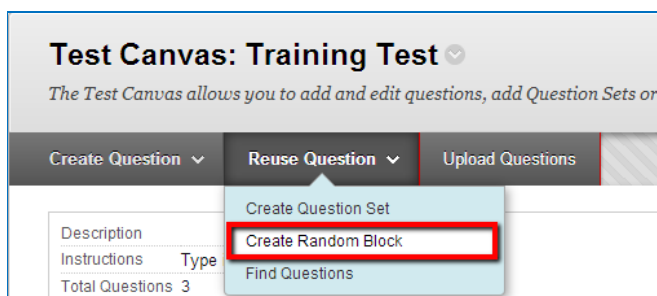 Test Canvas: Training Test
The Test Canvas allows you to add and edit questions, add Question Sets or
Create Question
Reuse Question
Upload Questions
Create Question Set
Create Random Block
Find Questions
Description
Instructions Type
Total Questions 3